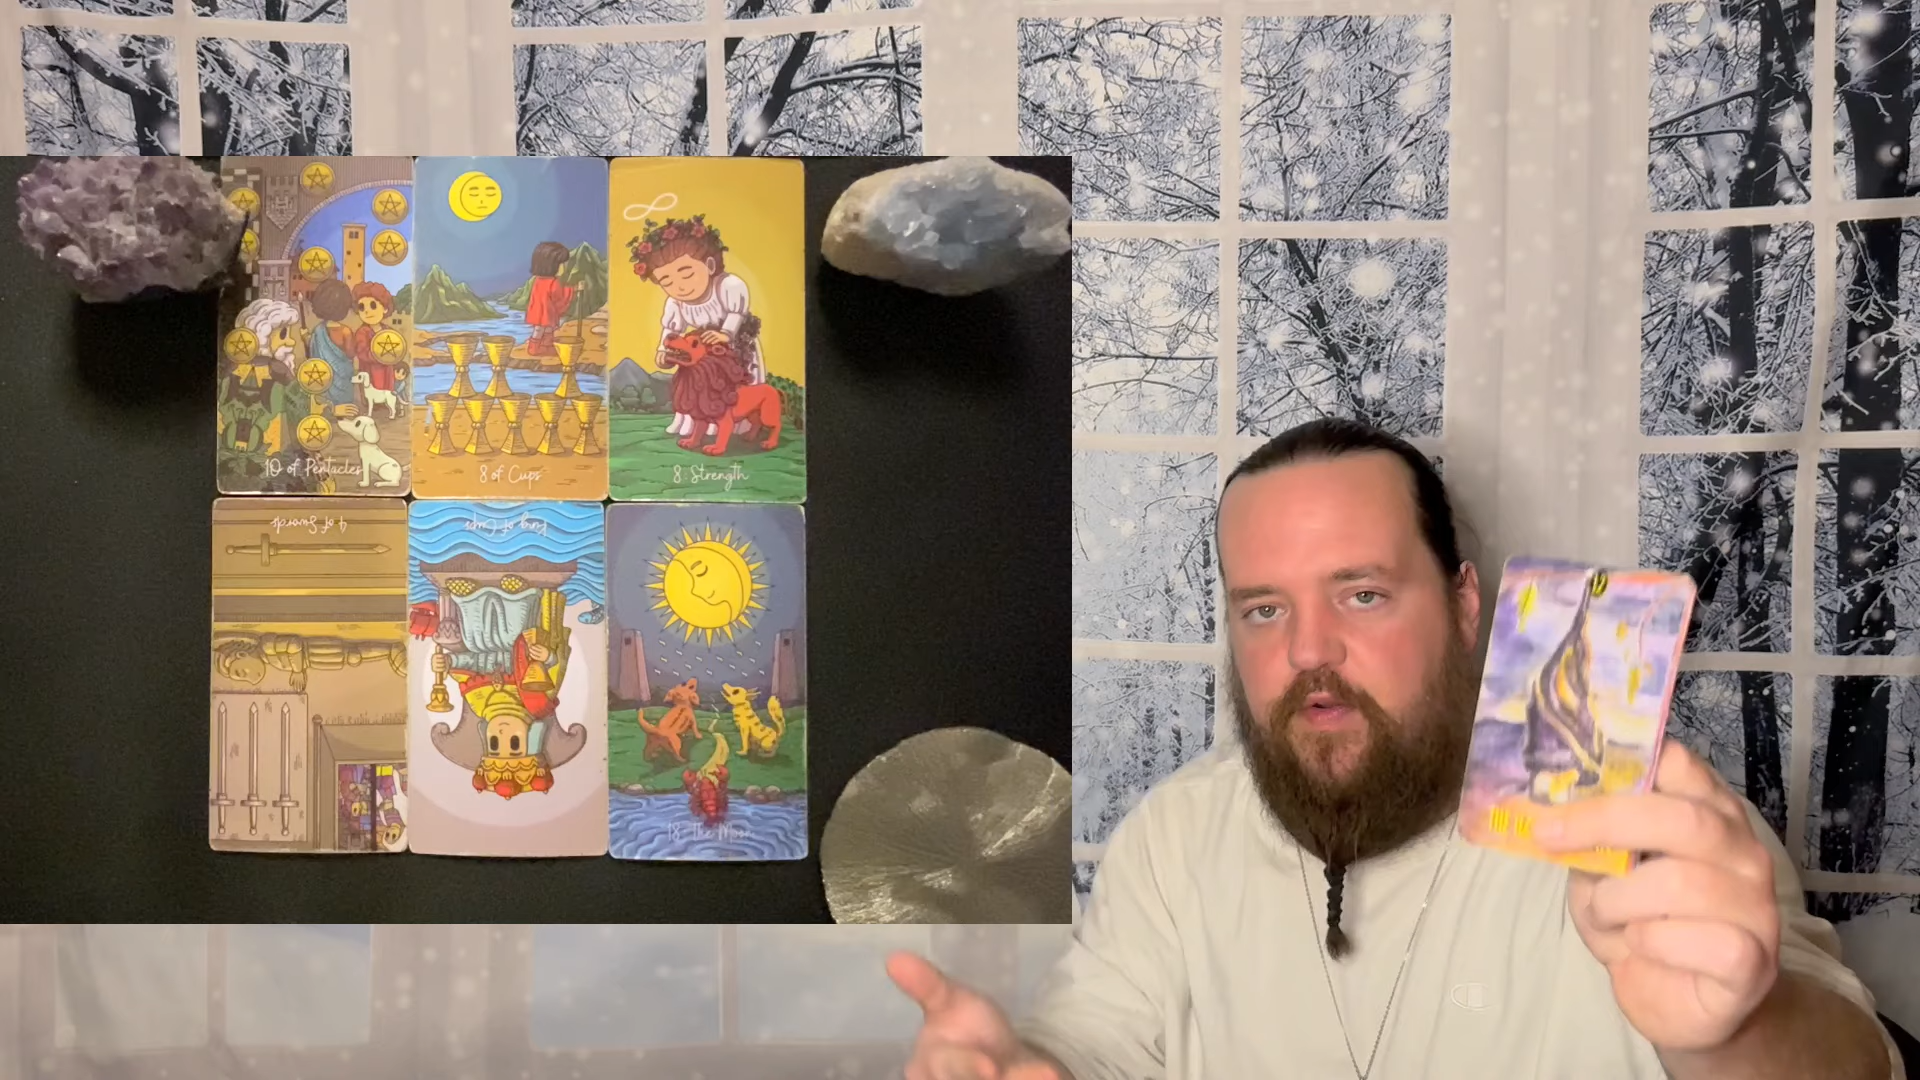 10 of Pentacles
8 of Cups
8. Strength
4 of Swords
King of Cups
18. The Moon